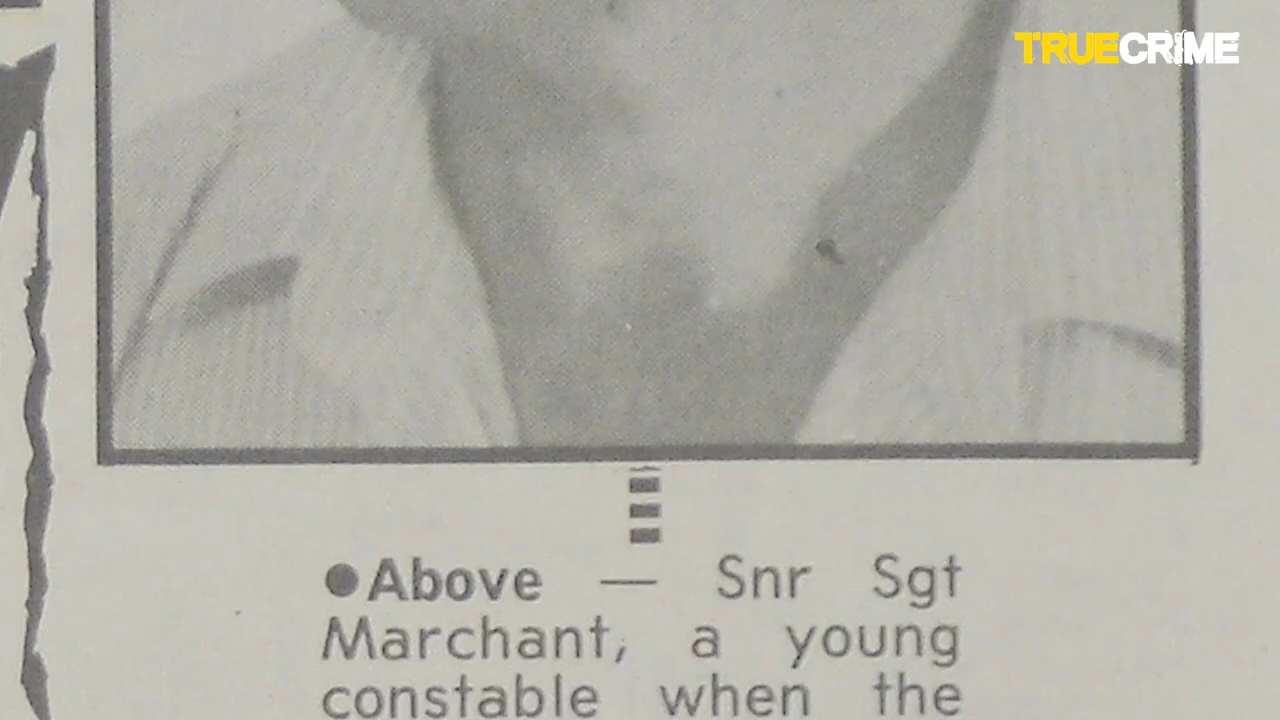 TRUECRIME
●Above — Snr Sgt
Marchant, a young
constable when the